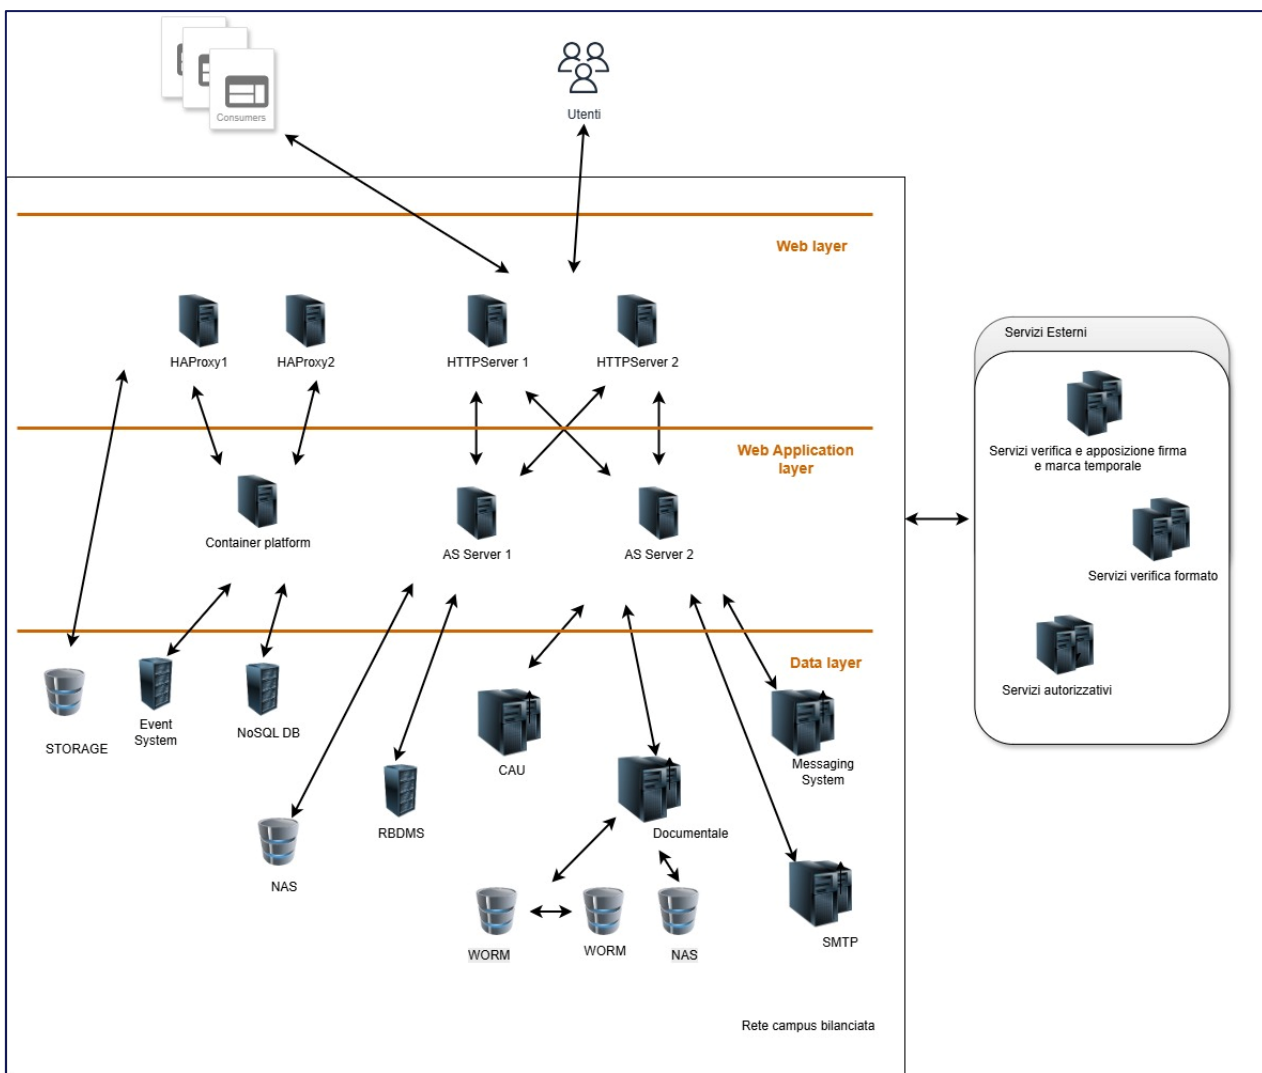 Consumers
Utenti
Web layer
HAProxy1
HAProxy2
HTTPServer 1
HTTPServer 2
Servizi Esterni
Servizi verifica e apposizione firma
e marca temporale
Web Application
layer
Container platform
AS Server 1
AS Server 2
Servizi verifica formato
Data layer
Servizi autorizzativi
STORAGE
Event
System
NoSQL DB
CAU
Messaging
System
RBDMS
Documentale
NAS
WORM
WORM
NAS
SMTP
Rete campus bilanciata